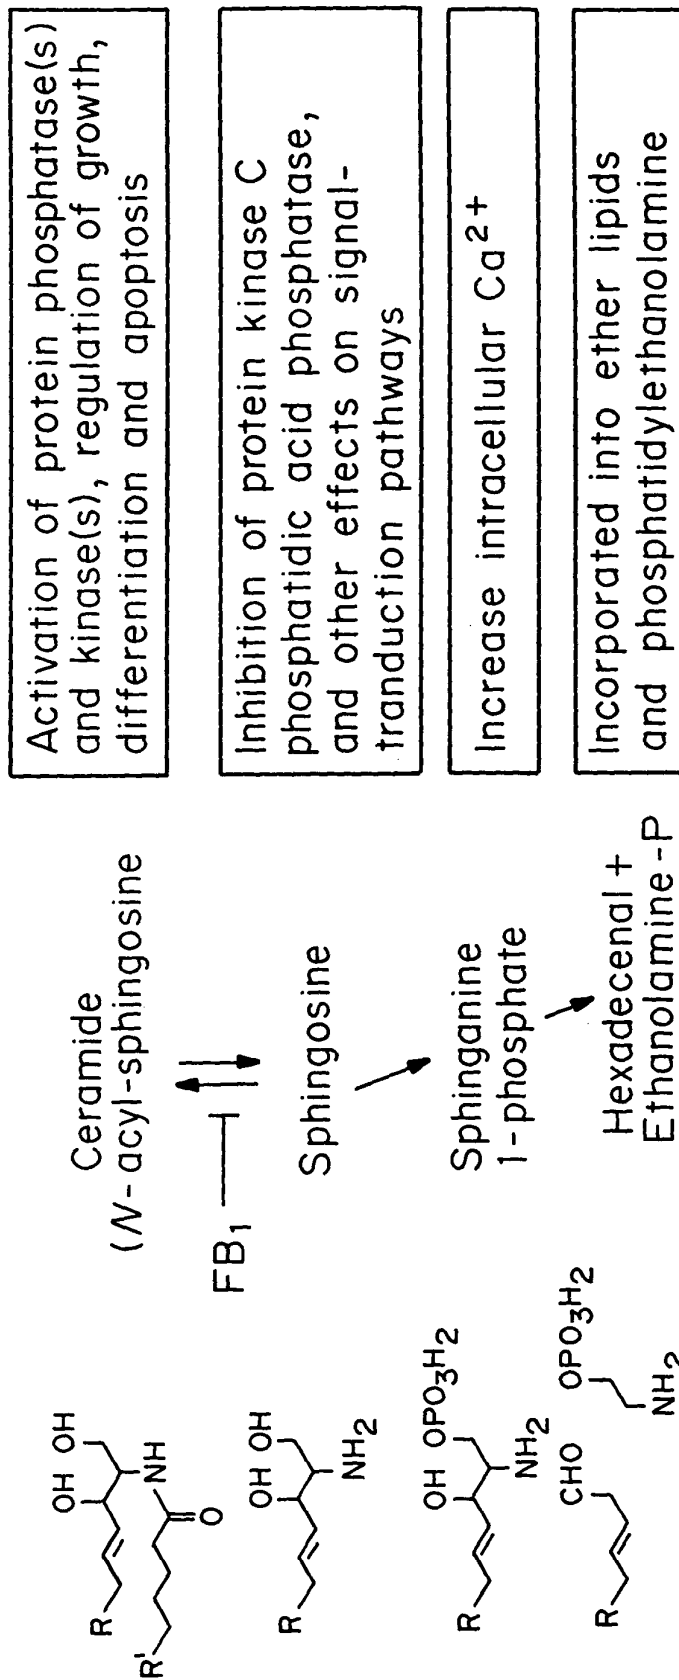 OH OH
R
NH
R'
O
OH OH
R
NH2
OH OPO3H2
R
NH2
CHO
R
OPO3H2
NH2
Ceramide
(N-acyl-sphingosine
FB1
Sphingosine
Sphinganine
1-phosphate
Hexadecenal +
Ethanolamine-P
Activation of protein phosphatase(s)
and kinase(s), regulation of growth,
differentiation and apoptosis
Inhibition of protein kinase C
phosphatidic acid phosphatase,
and other effects on signal-
tranduction pathways
Increase intracellular Ca2+
Incorporated into ether lipids
and phosphatidylethanolamine